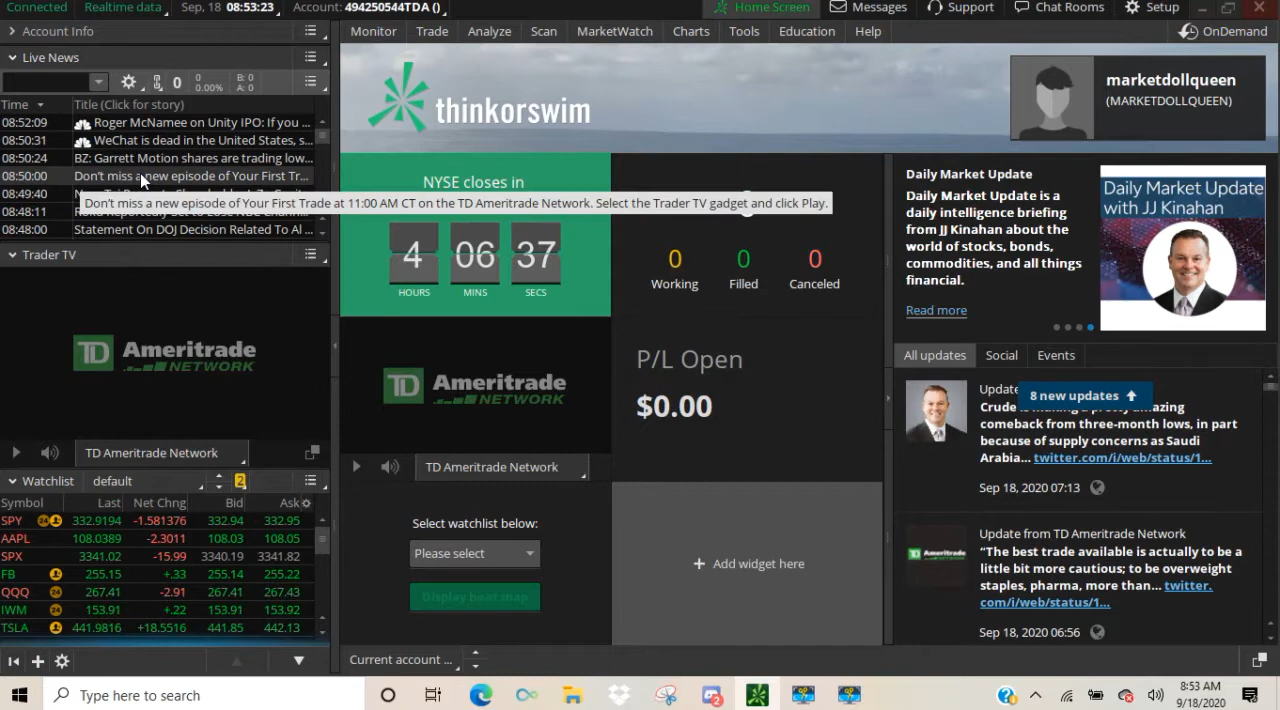 Connected Realtime data Sep, 18 08:53:23 Account: 494250544TDA () Home Screen Messages Support Chat Rooms Setup
Account Info
Monitor Trade Analyze Scan MarketWatch Charts Tools Education Help OnDemand
Live News
0 0 0.00% B: 0 A: 0
Time Title (Click for story)
08:52:09 Roger McNamee on Unity IPO: If you ...
08:50:31 WeChat is dead in the United States, s...
08:50:24 BZ: Garrett Motion shares are trading low...
08:50:00 Don't miss a new episode of Your First Tr...
08:49:40
Don't miss a new episode of Your First Trade at 11:00 AM CT on the TD Ameritrade Network. Select the Trader TV gadget and click Play.
08:48:11
08:48:00 Statement On DOJ Decision Related To Al ...
Trader TV
TD Ameritrade
NETWORK
TD Ameritrade Network
Watchlist default 2
Symbol Last Net Chng Bid Ask
SPY 24 332.9194 -1.581376 332.94 332.95
AAPL 108.0389 -2.3011 108.03 108.05
SPX 3341.02 -15.99 3340.19 3341.82
FB 255.15 +.33 255.14 255.22
QQQ 24 267.41 -2.91 267.41 267.43
IWM 24 153.91 +.22 153.91 153.92
TSLA 441.9816 +18.5516 441.85 442.13
thinkorswim
marketdollqueen
(MARKETDOLLQUEEN)
NYSE closes in
4 06 37
HOURS MINS SECS
0 0 0
Working Filled Canceled
TD Ameritrade
NETWORK
TD Ameritrade Network
P/L Open
$0.00
Select watchlist below:
Please select
Display heat map
+ Add widget here
Current account ...
Daily Market Update
Daily Market Update is a
daily intelligence briefing
from JJ Kinahan about the
world of stocks, bonds,
commodities, and all things
financial.
Read more
Daily Market Update
with JJ Kinahan
All updates Social Events
8 new updates
Crude is making a pretty amazing
comeback from three-month lows, in part
because of supply concerns as Saudi
Arabia... twitter.com/i/web/status/1...
Sep 18, 2020 07:13
Update from TD Ameritrade Network
"The best trade available is actually to be a
little bit more cautious; to be overweight
staples, pharma, more than... twitter.
com/i/web/status/1...
Sep 18, 2020 06:56
Type here to search
2
8:53 AM
9/18/2020